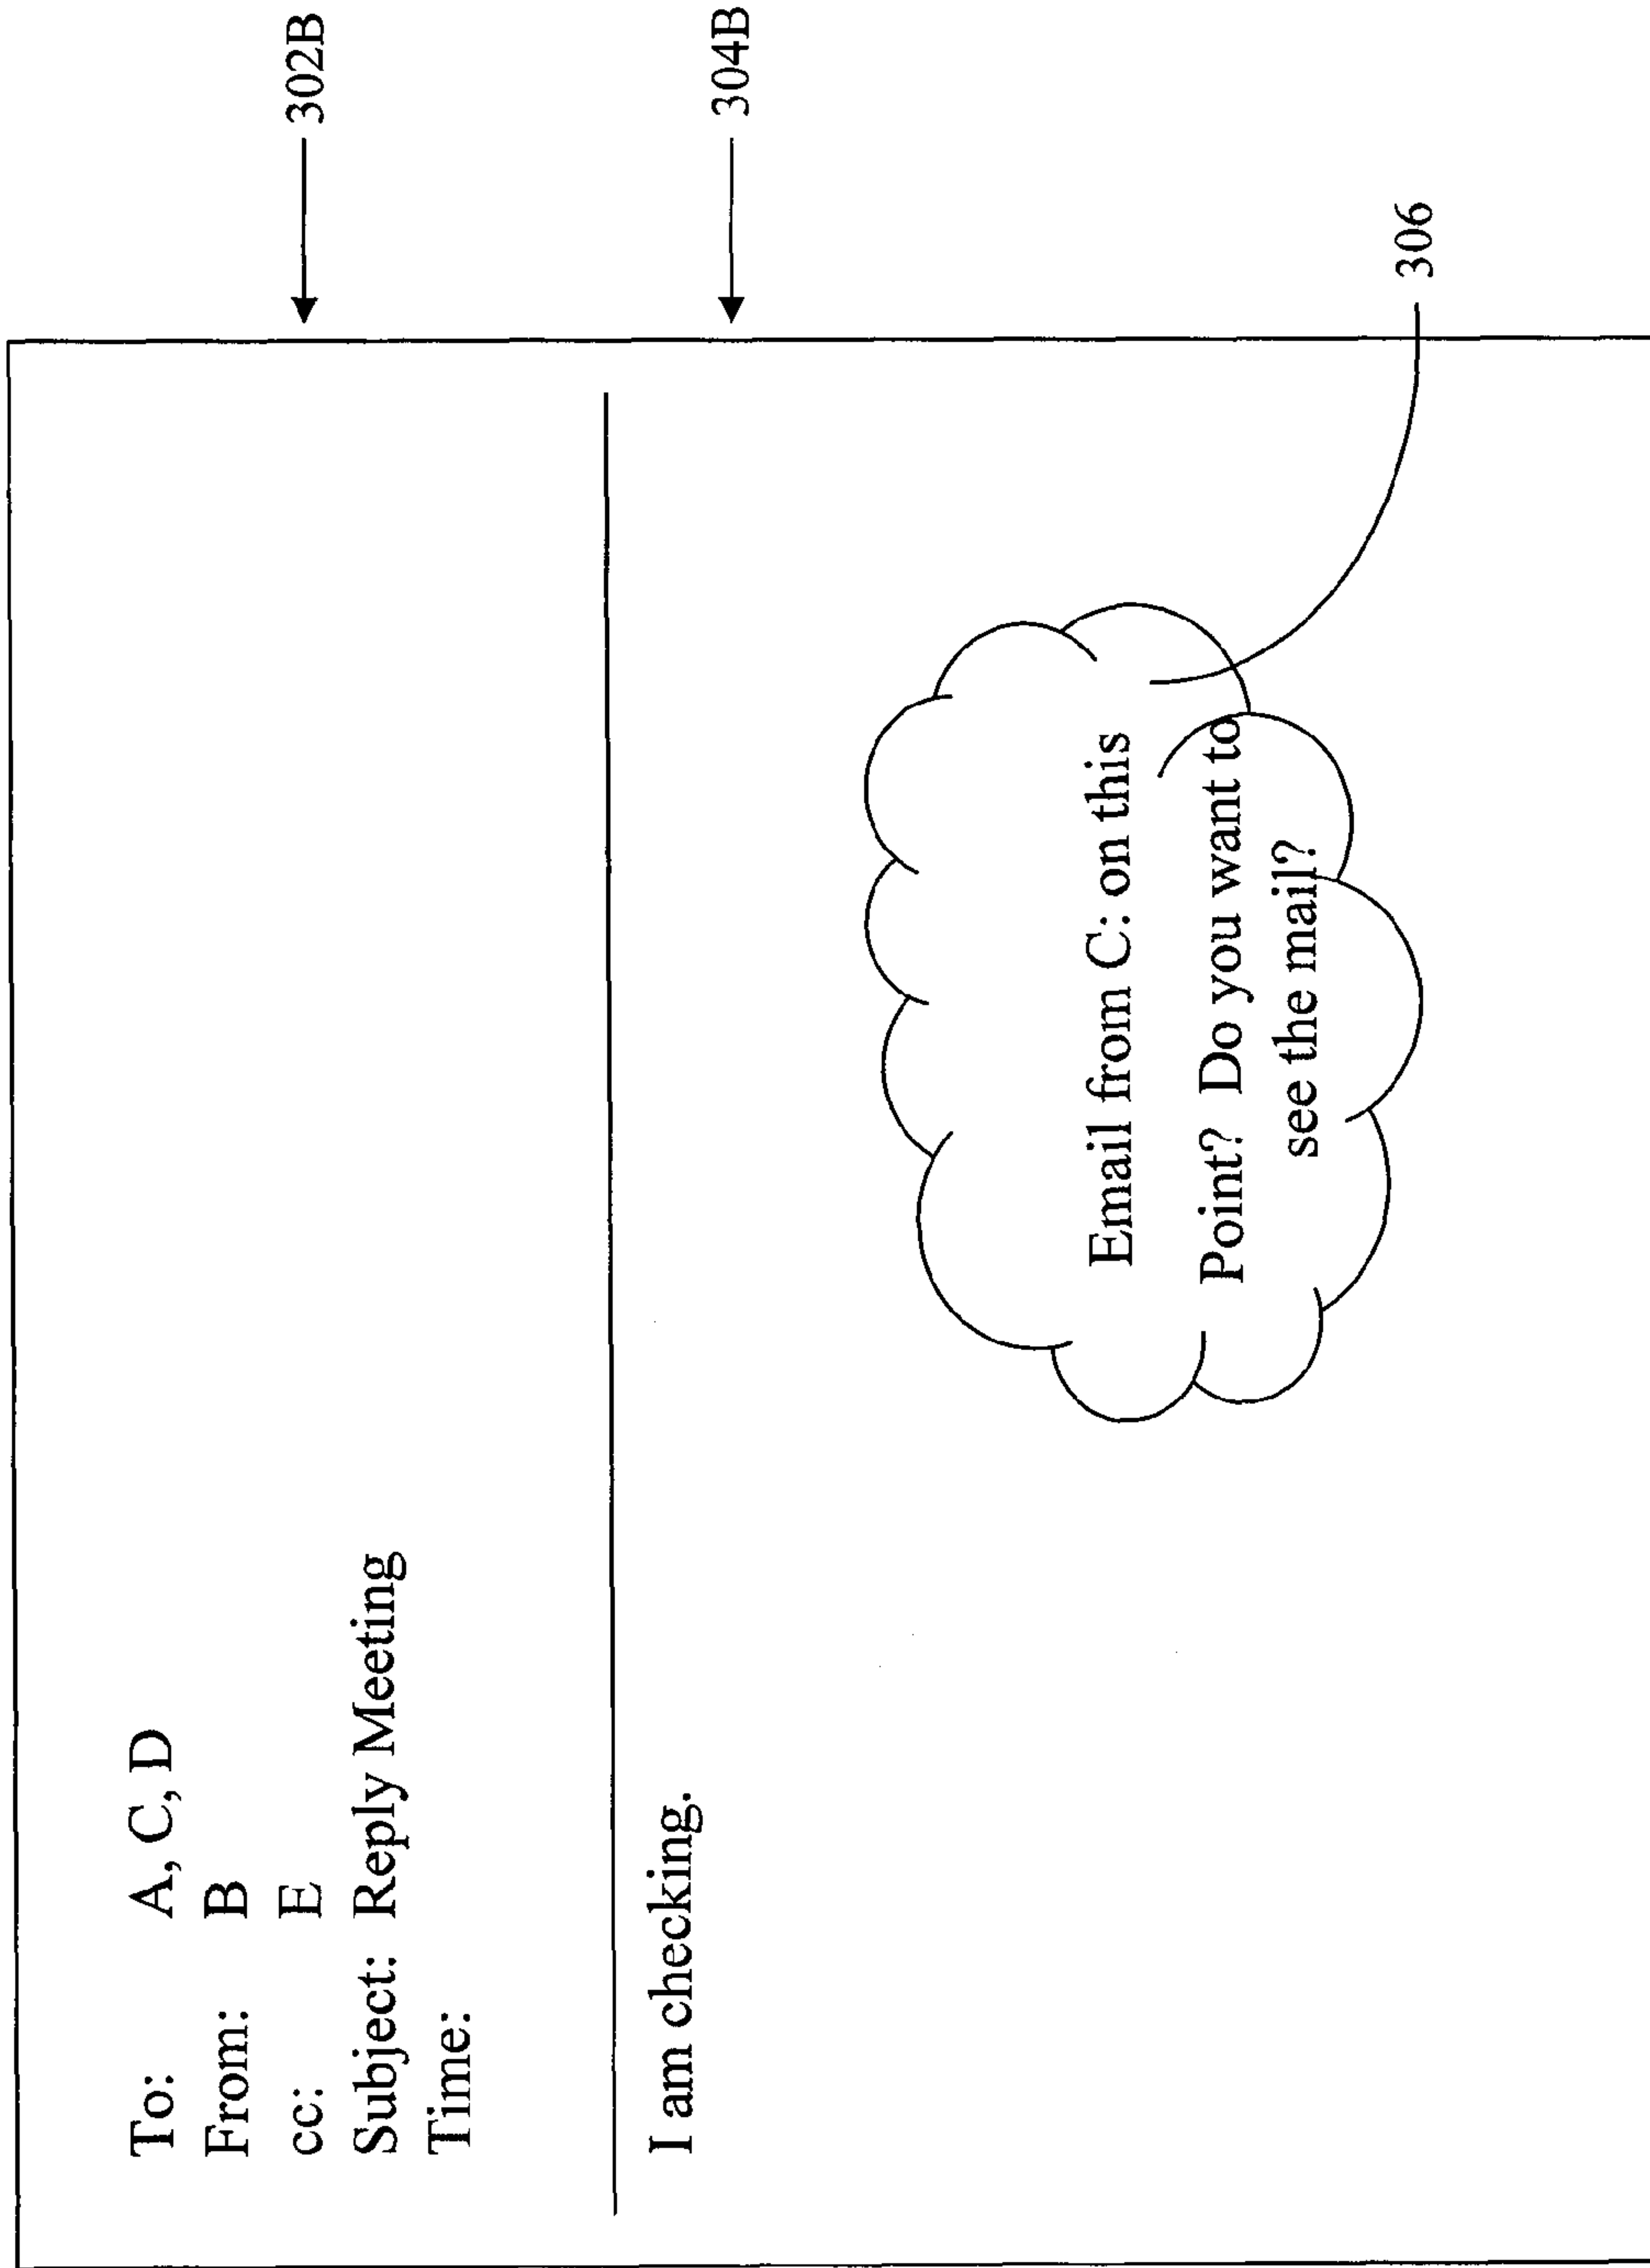 To: A, C, D
From: B
cc: E
Subject: Reply Meeting
Time:
302B
I am checking.
304B
Email from C: on this
Point? Do you want to
see the mail?
306